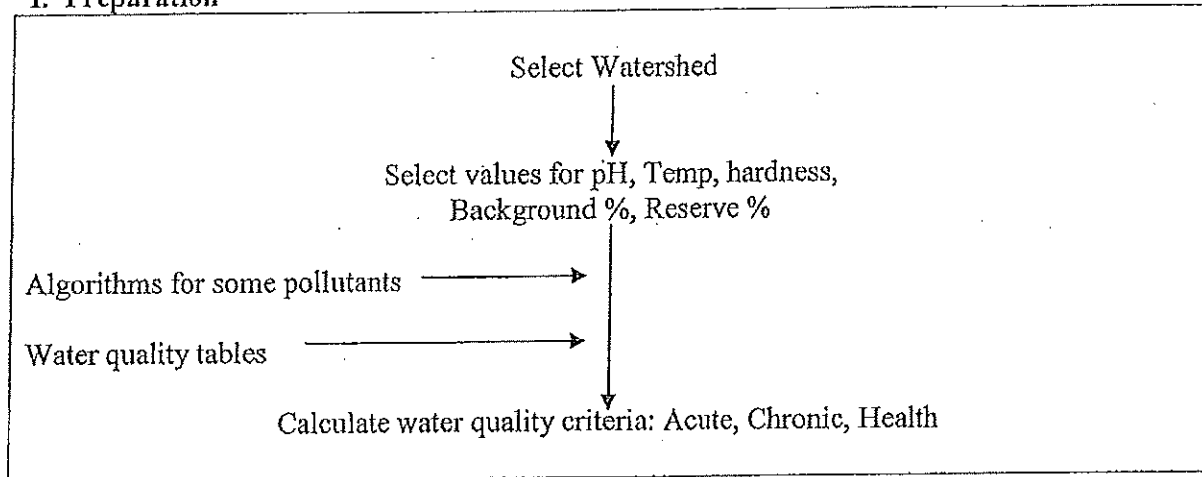 I. Preparation
Select Watershed
Select values for pH, Temp, hardness,
Background %, Reserve %
Algorithms for some pollutants
Water quality tables
Calculate water quality criteria: Acute, Chronic, Health